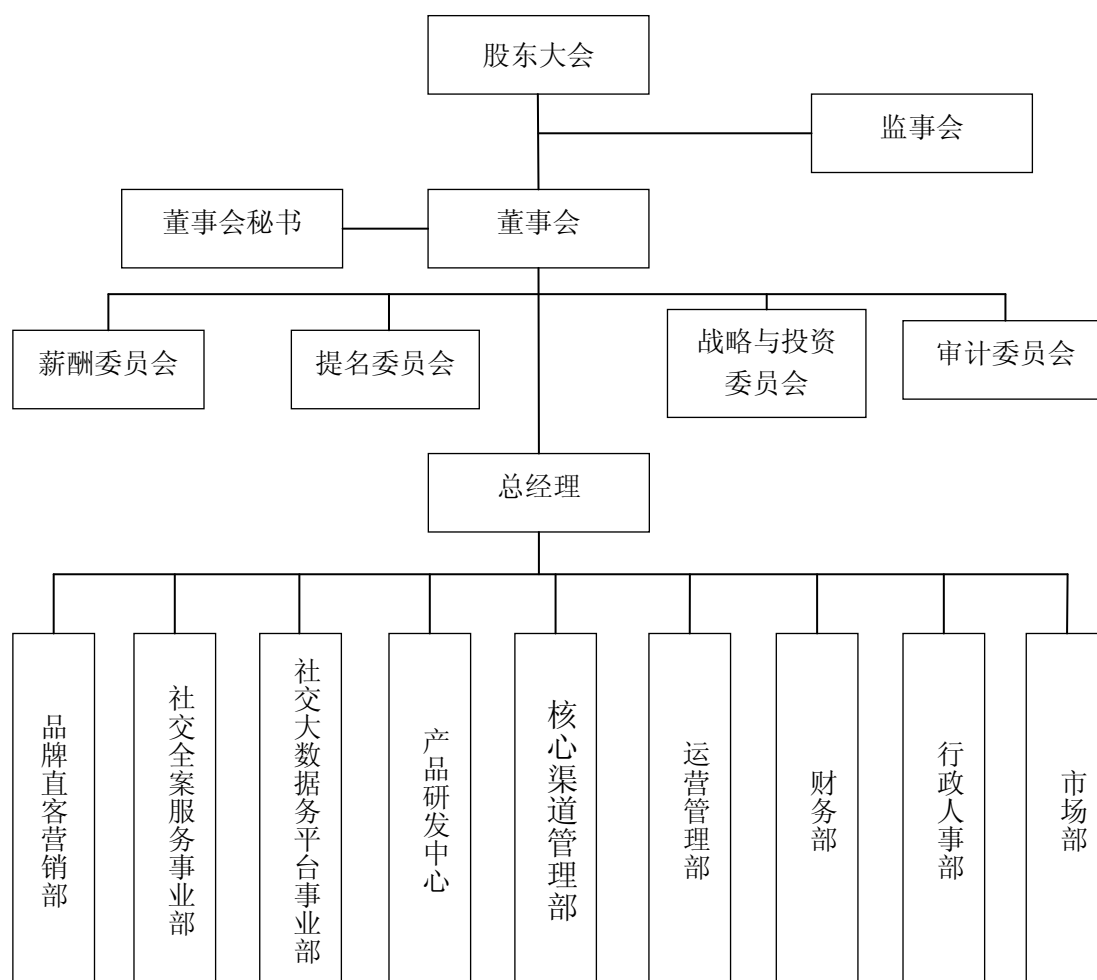 股东大会
监事会
董事会秘书
董事会
薪酬委员会
提名委员会
战略与投资
委员会
审计委员会
总经理
品牌直客营销部
社交全案服务事业部
社交大数据务平台事业部
产品研发中心
核心渠道管理部
运营管理部
财务部
行政人事部
市场部